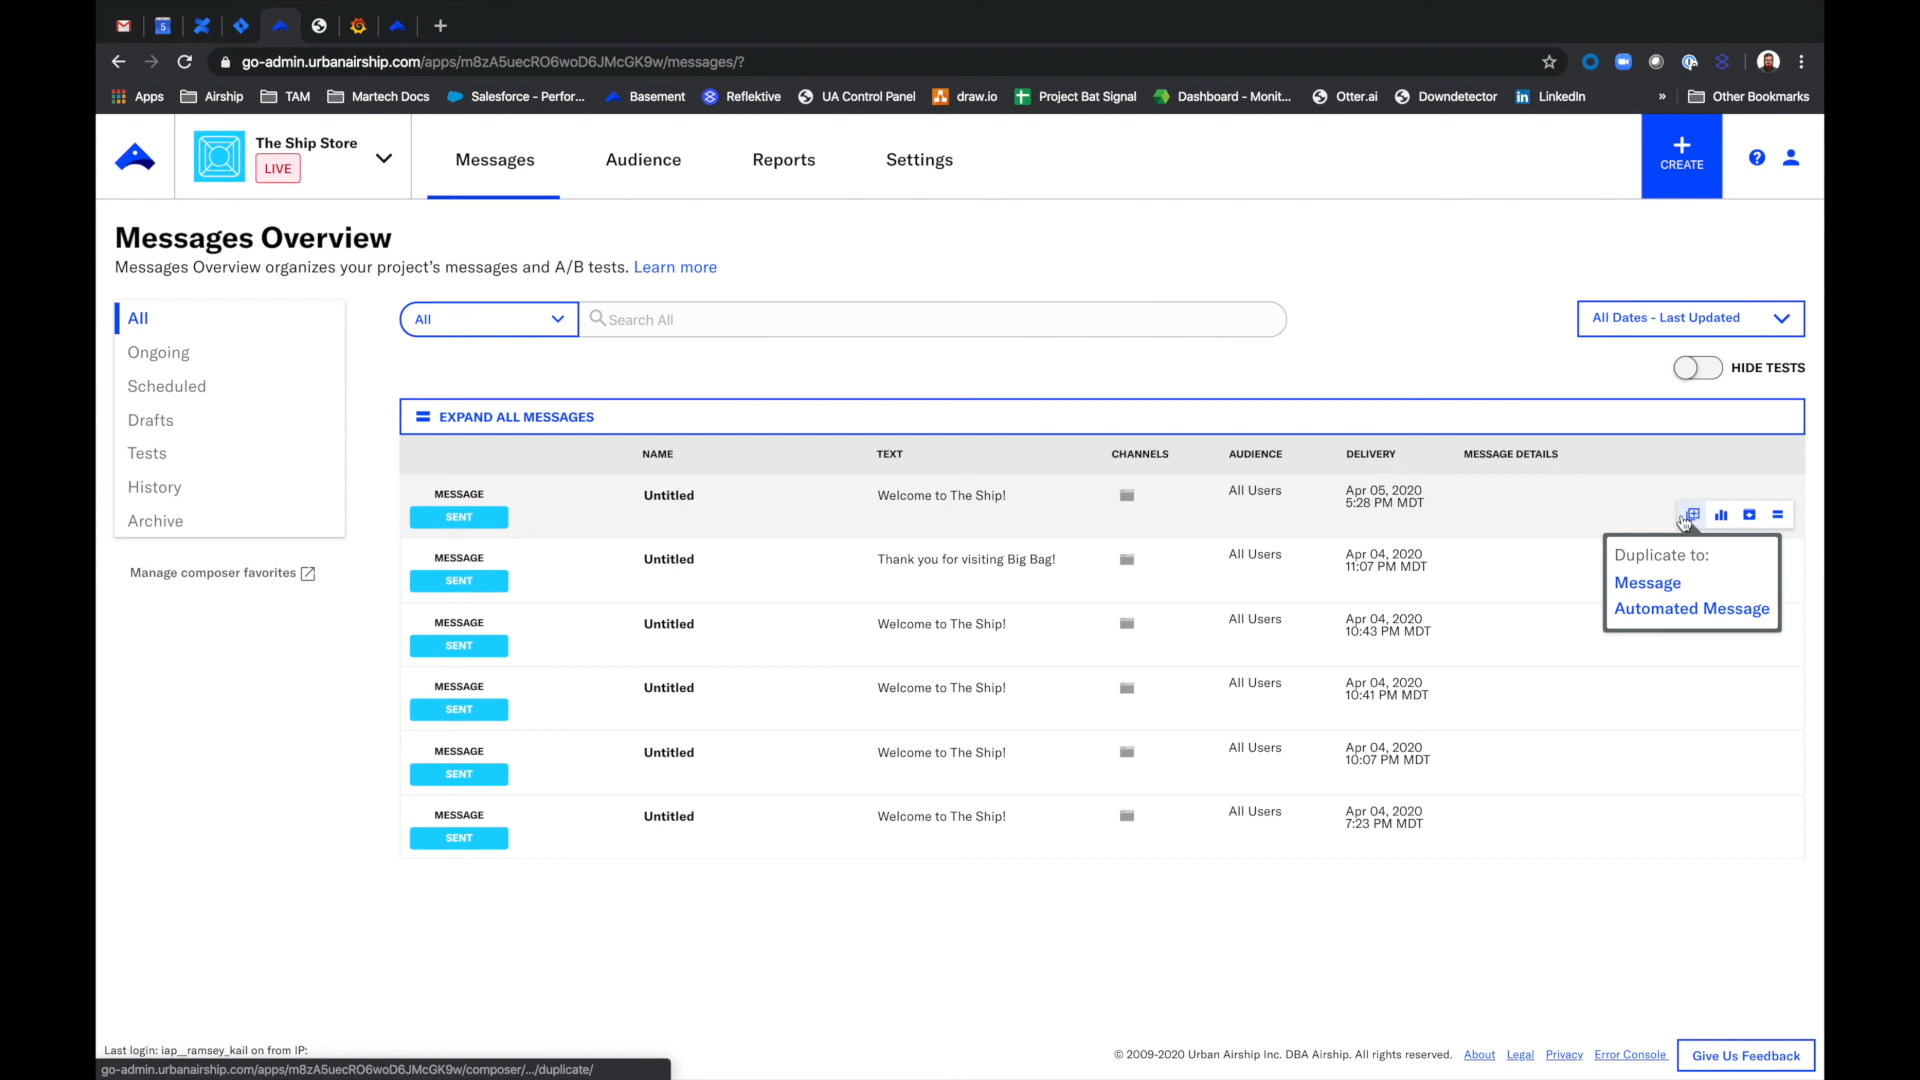 5
go-admin.urbanairship.com/apps/m8zA5uecRO6woD6JMcGK9w/messages/?
Apps Airship TAM Martech Docs Salesforce - Perfor... Basement Reflektive UA Control Panel draw.io Project Bat Signal Dashboard - Monit... Otter.ai Downdetector LinkedIn » Other Bookmarks
The Ship Store
LIVE
Messages Audience Reports Settings
+
CREATE
?
Messages Overview
Messages Overview organizes your project's messages and A/B tests. Learn more
All
Ongoing
Scheduled
Drafts
Tests
History
Archive
Manage composer favorites
All Search All
All Dates - Last Updated
HIDE TESTS
EXPAND ALL MESSAGES
NAME TEXT CHANNELS AUDIENCE DELIVERY MESSAGE DETAILS
MESSAGE
SENT
Untitled Welcome to The Ship! All Users Apr 05, 2020
5:28 PM MDT
Duplicate to:
Message
Automated Message
MESSAGE
SENT
Untitled Thank you for visiting Big Bag! All Users Apr 04, 2020
11:07 PM MDT
MESSAGE
SENT
Untitled Welcome to The Ship! All Users Apr 04, 2020
10:43 PM MDT
MESSAGE
SENT
Untitled Welcome to The Ship! All Users Apr 04, 2020
10:41 PM MDT
MESSAGE
SENT
Untitled Welcome to The Ship! All Users Apr 04, 2020
10:07 PM MDT
MESSAGE
SENT
Untitled Welcome to The Ship! All Users Apr 04, 2020
7:23 PM MDT
Last login: iap__ramsey_kail on from IP:
go-admin.urbanairship.com/apps/m8zA5uecRO6woD6JMcGK9w/composer/.../duplicate/
© 2009-2020 Urban Airship Inc. DBA Airship. All rights reserved. About Legal Privacy Error Console Give Us Feedback